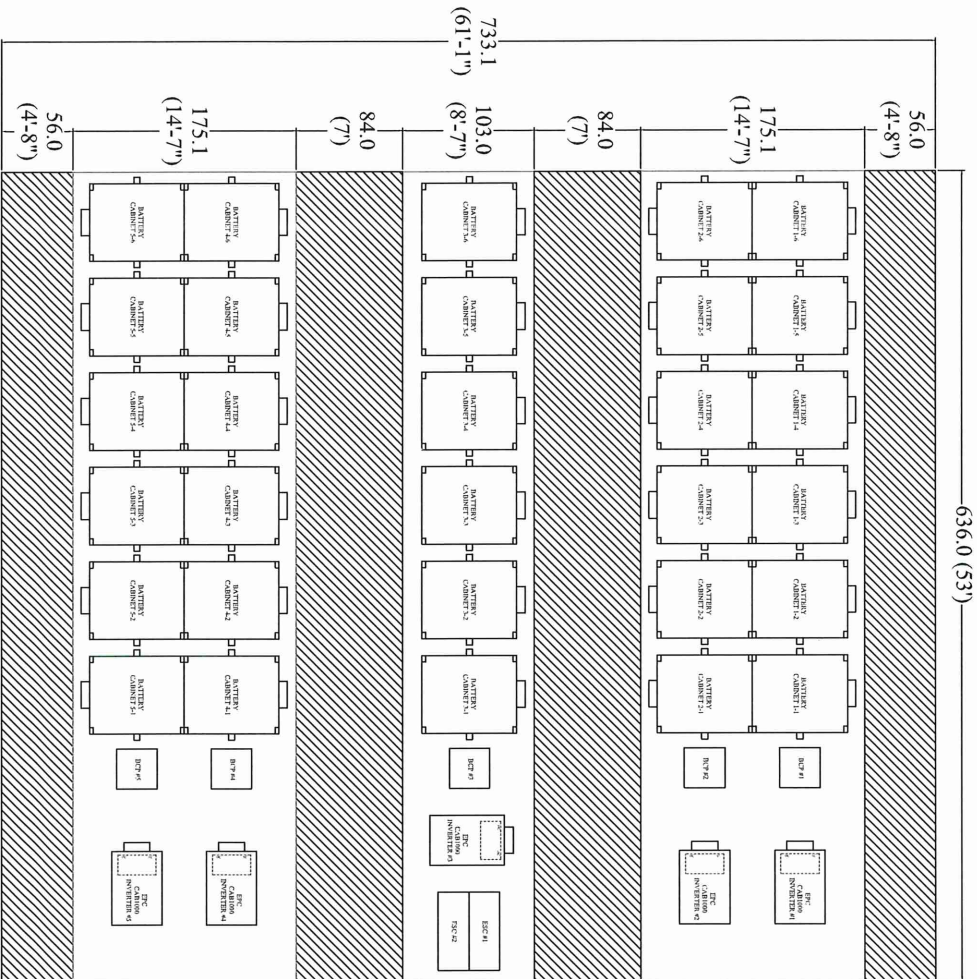 636.0 (53')
56.0
(4'-8")
175.1
(14'-7")
84.0
(7')
103.0
(8'-7")
84.0
(7')
175.1
(14'-7")
56.0
(4'-8")
733.1
(61'-1")
BATTERY
CABINET 1-6
BATTERY
CABINET 1-5
BATTERY
CABINET 1-4
BATTERY
CABINET 1-3
BATTERY
CABINET 1-2
BATTERY
CABINET 1-1
BCP #1
EPC
CAB1000
INVERTER #1
BATTERY
CABINET 2-6
BATTERY
CABINET 2-5
BATTERY
CABINET 2-4
BATTERY
CABINET 2-3
BATTERY
CABINET 2-2
BATTERY
CABINET 2-1
BCP #2
EPC
CAB1000
INVERTER #2
BATTERY
CABINET 3-6
BATTERY
CABINET 3-5
BATTERY
CABINET 3-4
BATTERY
CABINET 3-3
BATTERY
CABINET 3-2
BATTERY
CABINET 3-1
BCP #3
EPC
CAB1000
INVERTER #3
ESC #1
ESC #2
BATTERY
CABINET 4-6
BATTERY
CABINET 4-5
BATTERY
CABINET 4-4
BATTERY
CABINET 4-3
BATTERY
CABINET 4-2
BATTERY
CABINET 4-1
BCP #4
EPC
CAB1000
INVERTER #4
BATTERY
CABINET 5-6
BATTERY
CABINET 5-5
BATTERY
CABINET 5-4
BATTERY
CABINET 5-3
BATTERY
CABINET 5-2
BATTERY
CABINET 5-1
BCP #5
EPC
CAB1000
INVERTER #5